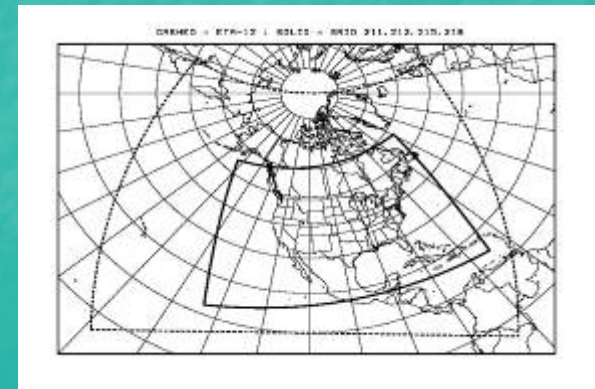 DASHED = ETA-12 : SOLID = GRID 211,212,215,218